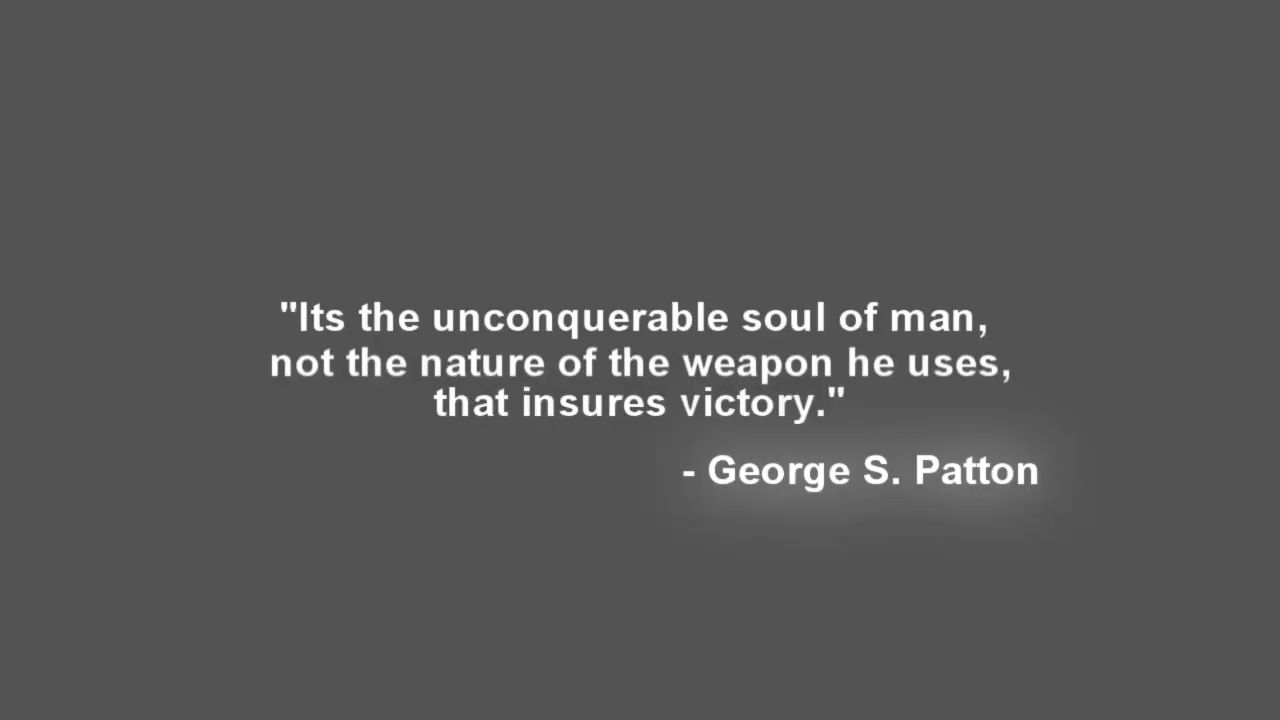 "Its the unconquerable soul of man,
not the nature of the weapon he uses,
that insures victory."
- George S. Patton